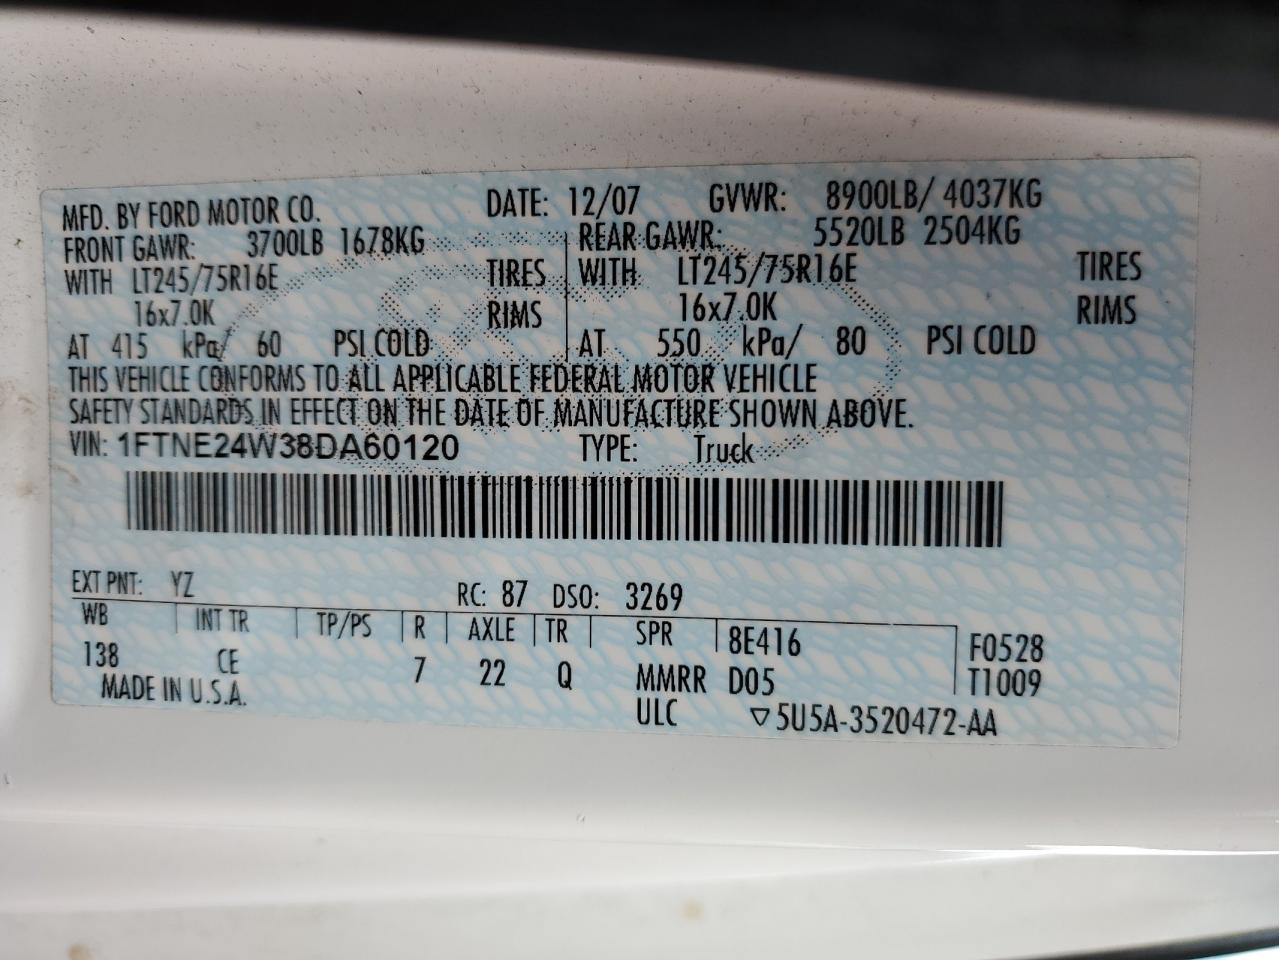 MFD. BY FORD MOTOR CO. DATE: 12/07 GVWR: 8900LB/ 4037KG
FRONT GAWR: 3700LB 1678KG REAR GAWR: 5520LB 2504KG
WITH LT245/75R16E TIRES WITH LT245/75R16E TIRES
16x7.0K RIMS 16x7.0K RIMS
AT 415 kPa/ 60 PSI COLD AT 550 kPa/ 80 PSI COLD
THIS VEHICLE CONFORMS TO ALL APPLICABLE FEDERAL MOTOR VEHICLE
SAFETY STANDARDS IN EFFECT ON THE DATE OF MANUFACTURE SHOWN ABOVE.
VIN: 1FTNE24W38DA60120 TYPE: Truck
EXT PNT: YZ RC: 87 DSO: 3269
WB INT TR TP/PS R AXLE TR SPR 8E416 F0528
138 CE 7 22 Q MMRR D05 T1009
MADE IN U.S.A. ULC ▽5U5A-3520472-AA